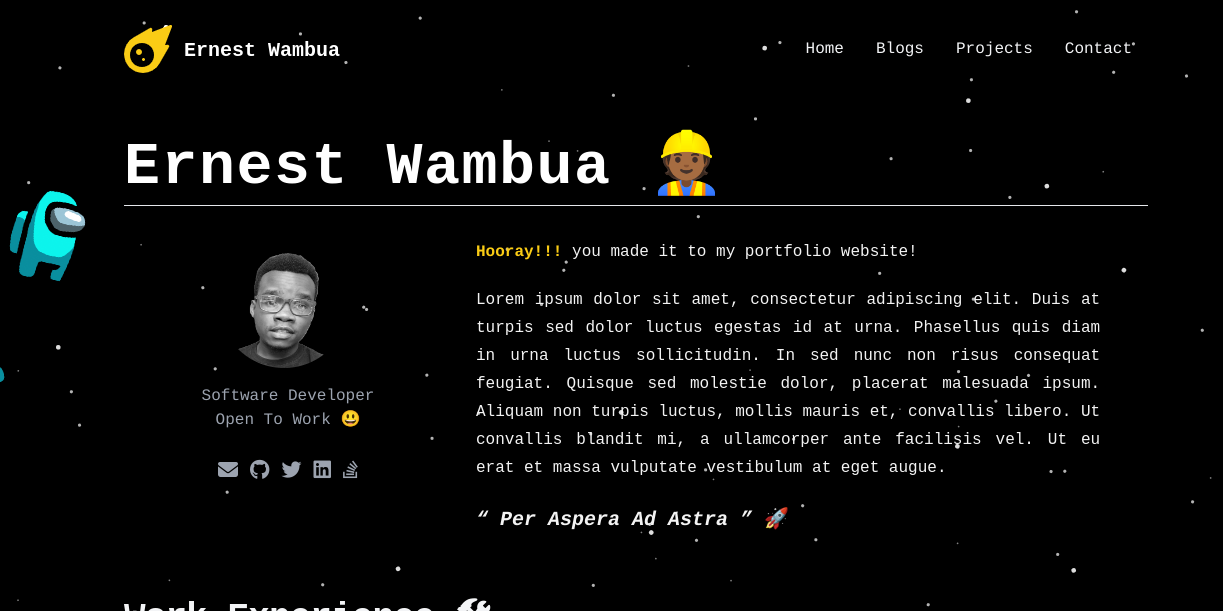 Ernest Wambua
Home Blogs Projects Contact
Ernest Wambua 👷🏾
Hooray!!! you made it to my portfolio website!
Lorem ipsum dolor sit amet, consectetur adipiscing elit. Duis at
turpis sed dolor luctus egestas id at urna. Phasellus quis diam
in urna luctus sollicitudin. In sed nunc non risus consequat
feugiat. Quisque sed molestie dolor, placerat malesuada ipsum.
Aliquam non turpis luctus, mollis mauris et, convallis libero. Ut
convallis blandit mi, a ullamcorper ante facilisis vel. Ut eu
erat et massa vulputate vestibulum at eget augue.
“ Per Aspera Ad Astra ” 🚀
Software Developer
Open To Work 😃
Work Experience 🛠